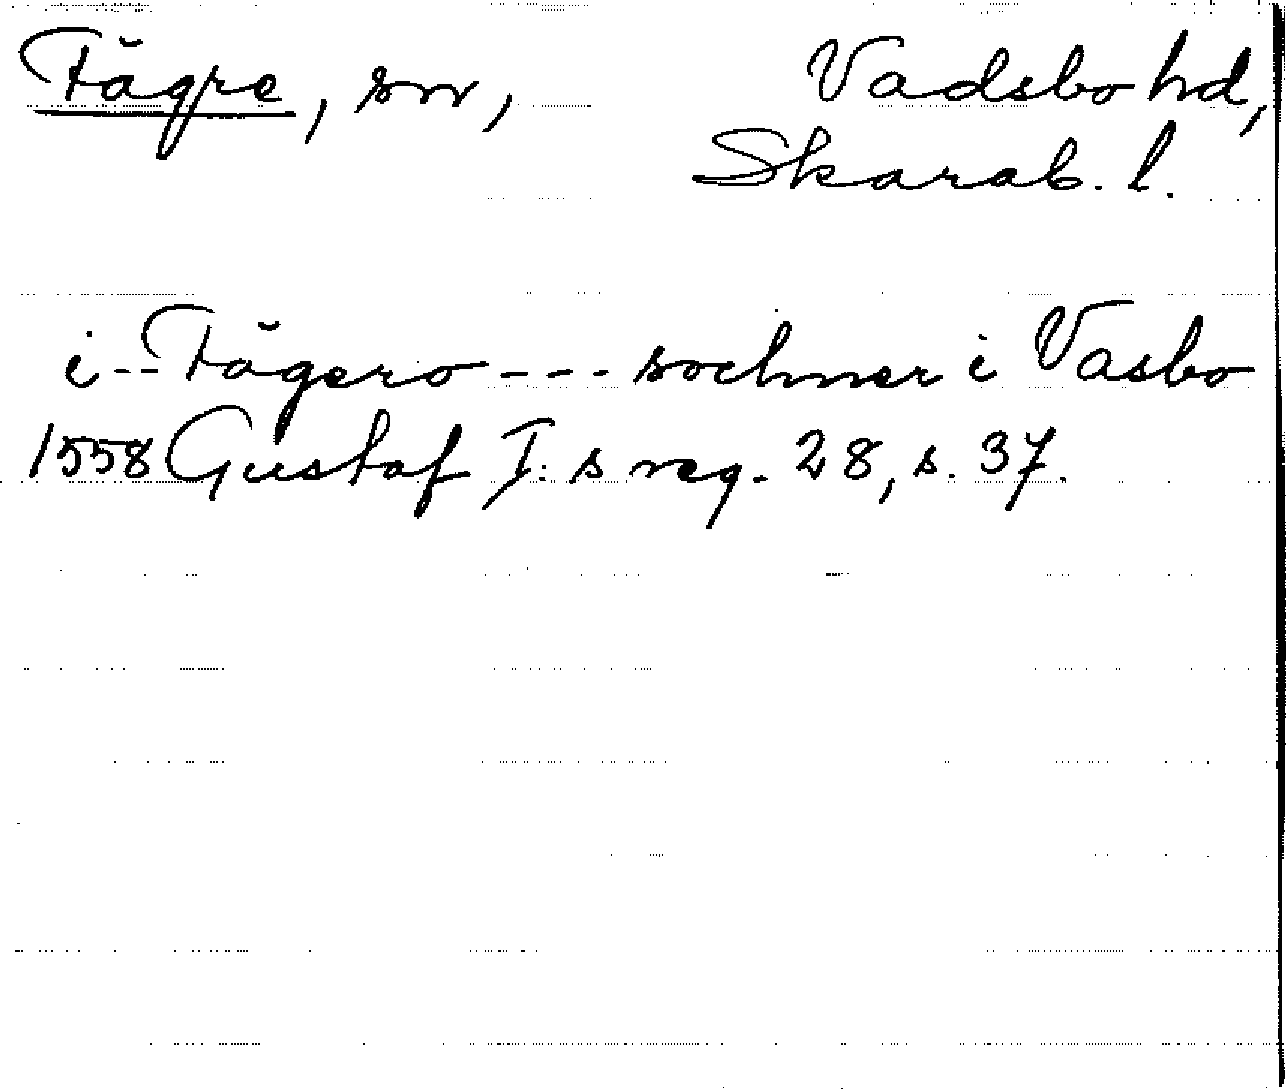 Fägre, sn, Vadsbo hd,
Skarab. l.
i -- Fägero --- sochner i Vasbo
1558 Gustaf I: s reg. 28, s. 37.